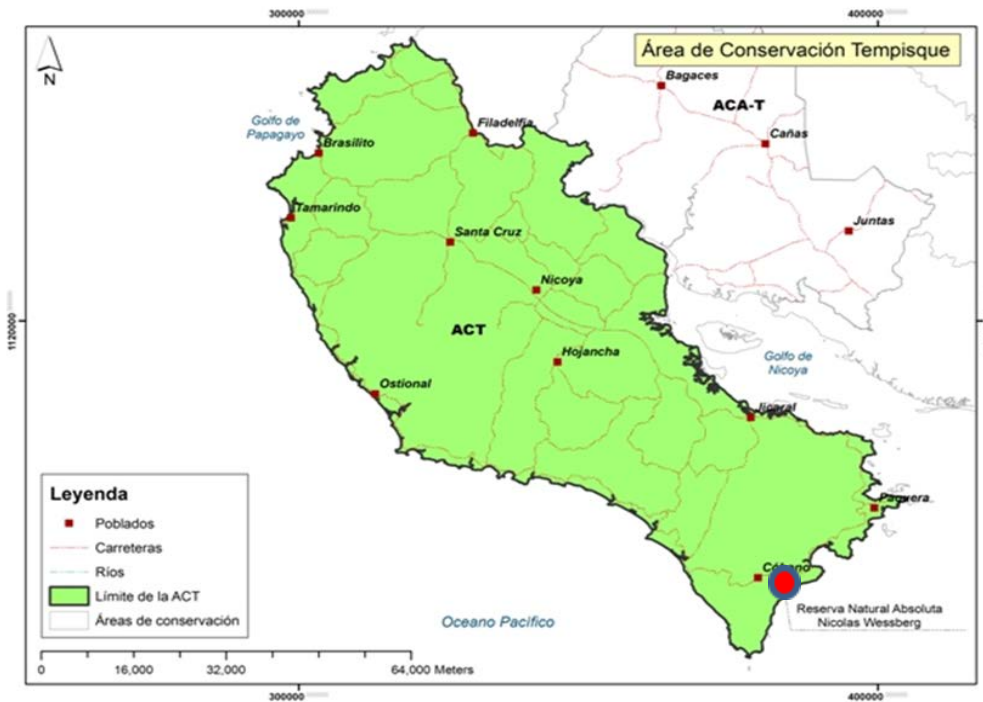 300000
400000
Área de Conservación Tempisque
N
Bagaces
ACA-T
Golfo de
Papagayo
Filadelfia
Cañas
Brasilito
Tamarindo
Juntas
Santa Cruz
Nicoya
1120000
ACT
Hojancha
Golfo de
Nicoya
Ostional
Jicaral
Leyenda
Poblados
Carreteras
Ríos
Límite de la ACT
Áreas de conservación
Paquera
Cóbano
Reserva Natural Absoluta
Nicolas Wessberg
Oceano Pacífico
0 16,000 32,000 64,000 Meters
300000
400000